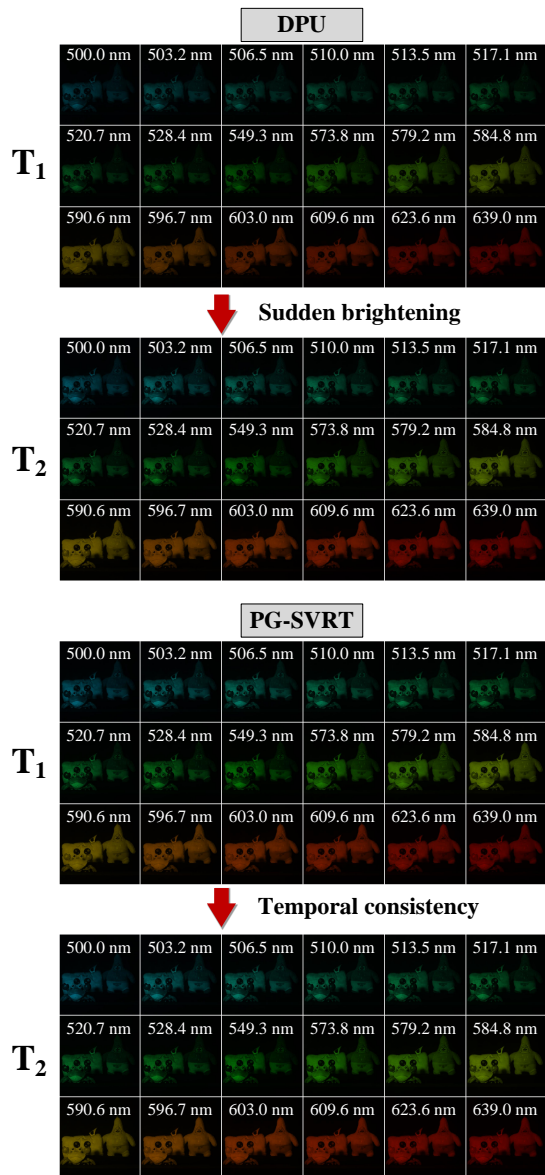 DPU
T1
500.0 nm 503.2 nm 506.5 nm 510.0 nm 513.5 nm 517.1 nm
520.7 nm 528.4 nm 549.3 nm 573.8 nm 579.2 nm 584.8 nm
590.6 nm 596.7 nm 603.0 nm 609.6 nm 623.6 nm 639.0 nm
Sudden brightening
T2
500.0 nm 503.2 nm 506.5 nm 510.0 nm 513.5 nm 517.1 nm
520.7 nm 528.4 nm 549.3 nm 573.8 nm 579.2 nm 584.8 nm
590.6 nm 596.7 nm 603.0 nm 609.6 nm 623.6 nm 639.0 nm
PG-SVRT
T1
500.0 nm 503.2 nm 506.5 nm 510.0 nm 513.5 nm 517.1 nm
520.7 nm 528.4 nm 549.3 nm 573.8 nm 579.2 nm 584.8 nm
590.6 nm 596.7 nm 603.0 nm 609.6 nm 623.6 nm 639.0 nm
Temporal consistency
T2
500.0 nm 503.2 nm 506.5 nm 510.0 nm 513.5 nm 517.1 nm
520.7 nm 528.4 nm 549.3 nm 573.8 nm 579.2 nm 584.8 nm
590.6 nm 596.7 nm 603.0 nm 609.6 nm 623.6 nm 639.0 nm